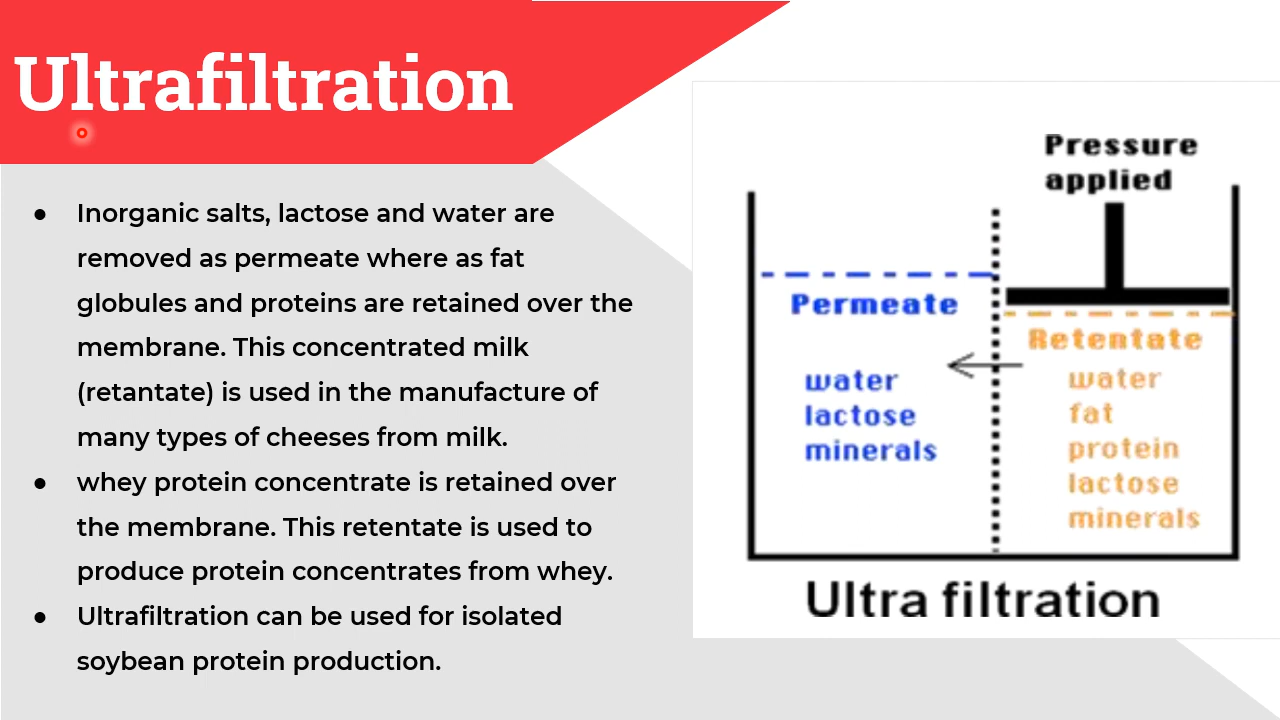 Ultrafiltration
● Inorganic salts, lactose and water are
removed as permeate where as fat
globules and proteins are retained over the
membrane. This concentrated milk
(retantate) is used in the manufacture of
many types of cheeses from milk.
● whey protein concentrate is retained over
the membrane. This retentate is used to
produce protein concentrates from whey.
● Ultrafiltration can be used for isolated
soybean protein production.
Pressure
applied
Permeate
water
lactose
minerals
Retentate
water
fat
protein
lactose
minerals
Ultra filtration